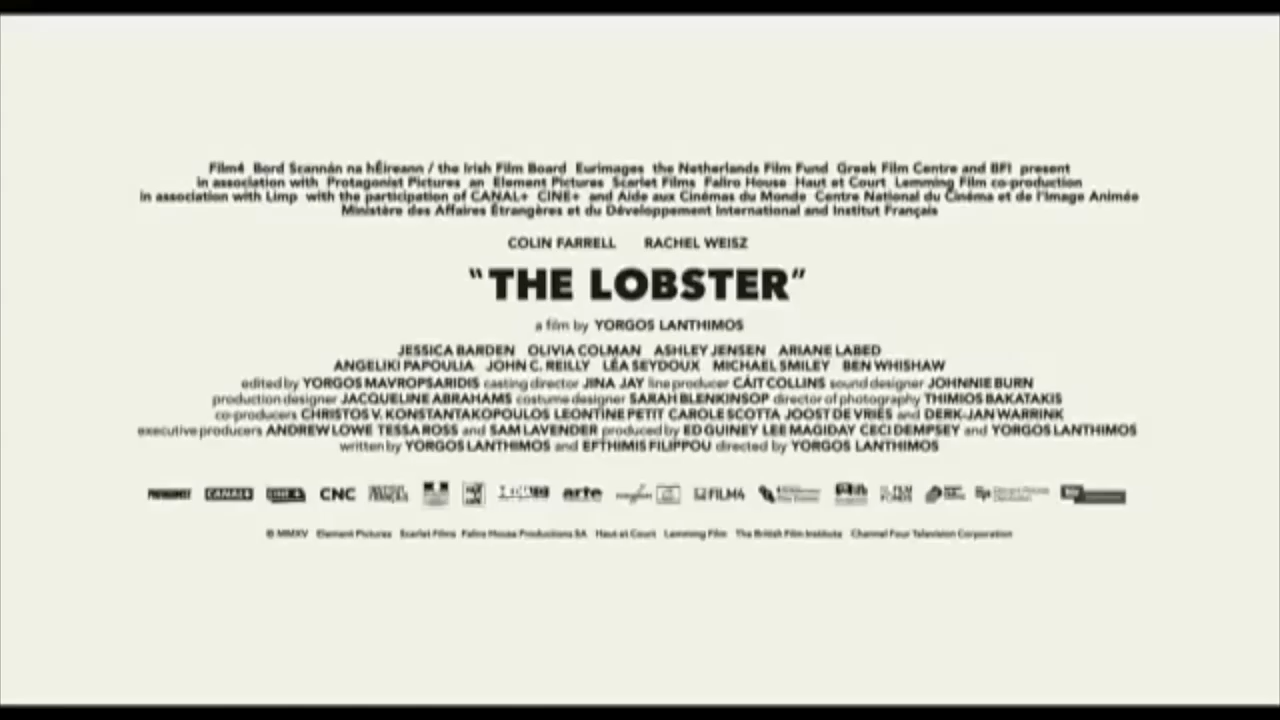 Film4 Bord Scannán na hÉireann / the Irish Film Board Eurimages the Netherlands Film Fund Greek Film Centre and BFI present
in association with Protagonist Pictures an Element Pictures Scarlet Films Faliro House Haut et Court Lemming Film co-production
in association with Limp with the participation of CANAL+ CINE+ and Aide aux Cinémas du Monde Centre National du Cinéma et de l'Image Animée
Ministère des Affaires Étrangères et du Développement International and Institut Français
COLIN FARRELL RACHEL WEISZ
"THE LOBSTER"
a film by YORGOS LANTHIMOS
JESSICA BARDEN OLIVIA COLMAN ASHLEY JENSEN ARIANE LABED
ANGELIKI PAPOULIA JOHN C. REILLY LÉA SEYDOUX MICHAEL SMILEY BEN WHISHAW
edited by YORGOS MAVROPSARIDIS casting director JINA JAY line producer CÁIT COLLINS sound designer JOHNNIE BURN
production designer JACQUELINE ABRAHAMS costume designer SARAH BLENKINSOP director of photography THIMIOS BAKATAKIS
co-producers CHRISTOS V. KONSTANTAKOPOULOS LEONTINE PETIT CAROLE SCOTTA JOOST DE VRIES and DERK-JAN WARRINK
executive producers ANDREW LOWE TESSA ROSS and SAM LAVENDER produced by ED GUINEY LEE MAGIDAY CECI DEMPSEY and YORGOS LANTHIMOS
written by YORGOS LANTHIMOS and EFTHIMIS FILIPPOU directed by YORGOS LANTHIMOS
PROTAGONIST CANAL+ CINE+ CNC INSTITUT FRANÇAIS arte FILM4
© MMXV Element Pictures Scarlet Films Faliro House Productions SA Haut et Court Lemming Film The British Film Institute Channel Four Television Corporation